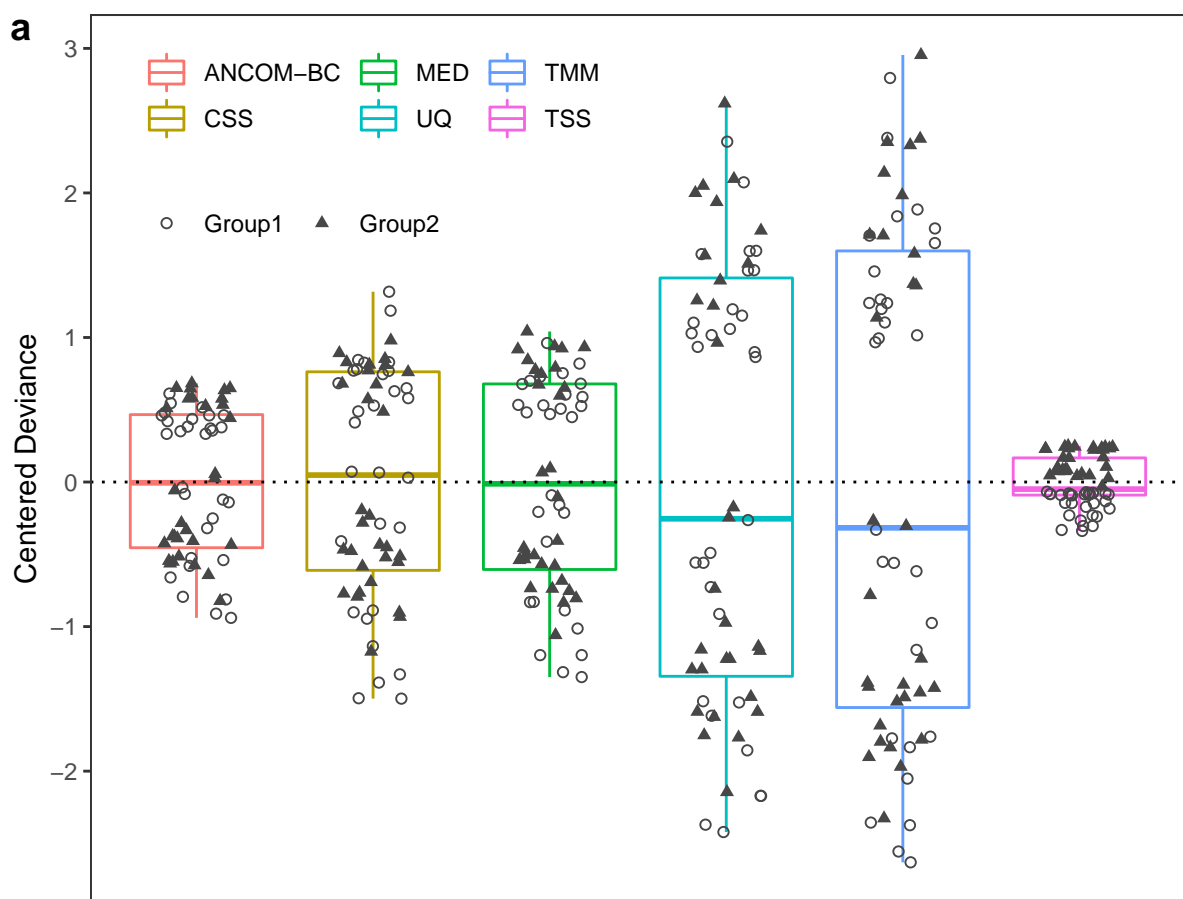 a
3
ANCOM−BC MED TMM
CSS UQ TSS
2
Group1 Group2
1
Centered Deviance
0
−1
−2